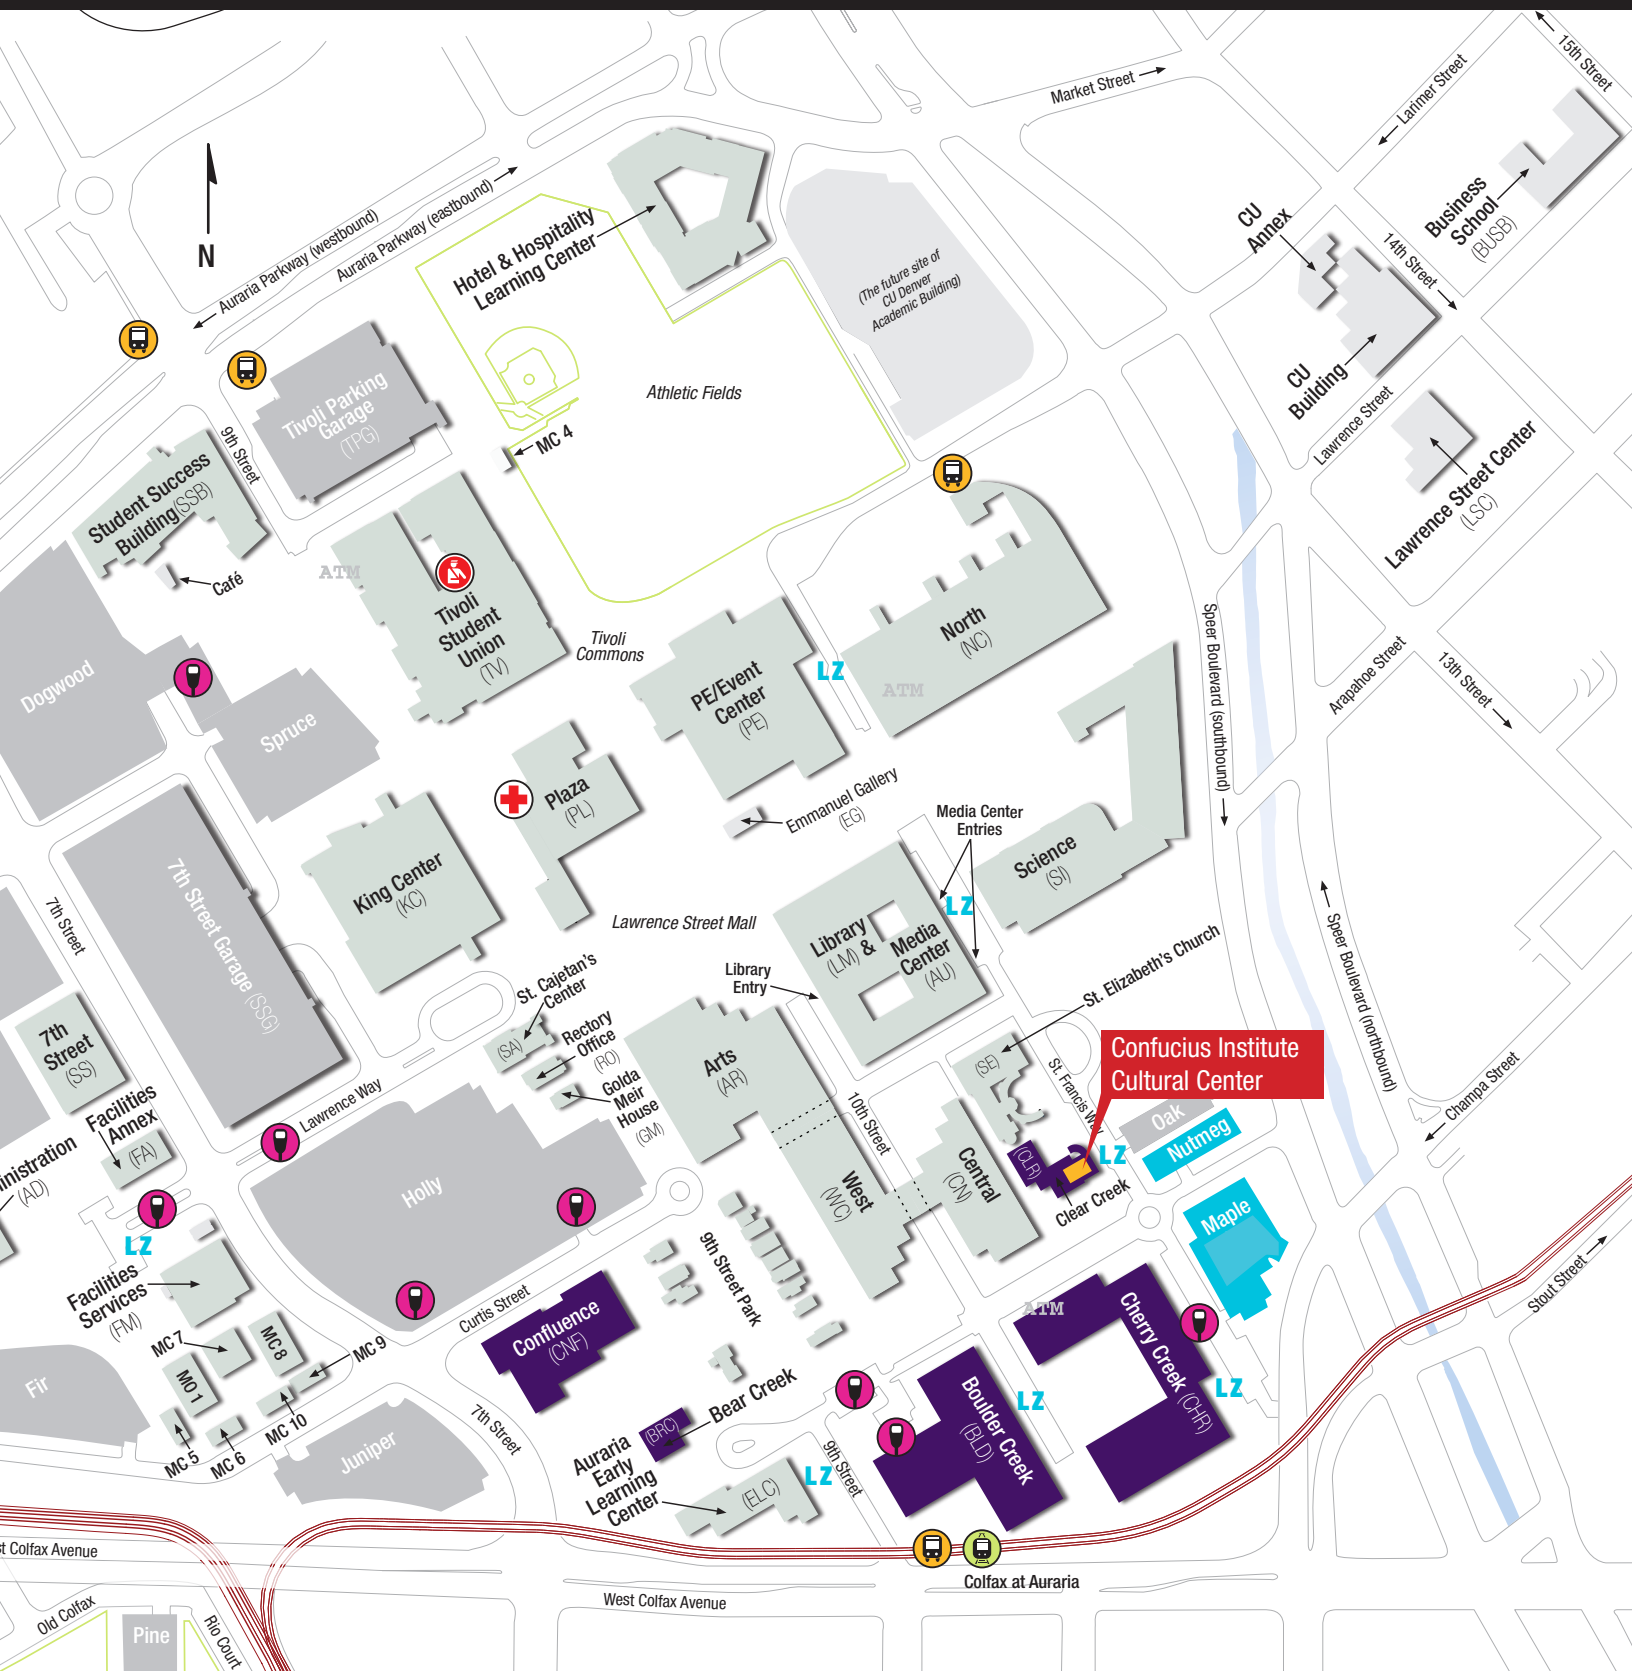 15th Street
Market Street
Larimer Street
Business
School
(BUSB)
CU
Annex
14th Street
Auraria Parkway (westbound)
Auraria Parkway (eastbound)
N
Hotel & Hospitality
Learning Center
(The future site of
CU Denver
Academic Building)
CU
Building
Lawrence Street
Athletic Fields
Tivoli Parking
Garage
(TPG)
MC 4
9th Street
Student Success
Building(SSB)
Lawrence Street Center
(LSC)
Café
ATM
Tivoli
Student
Union
(TV)
Tivoli
Commons
North
(NC)
LZ
ATM
PE/Event
Center
(PE)
Speer Boulevard (southbound)
Arapahoe Street
13th Street
Dogwood
Spruce
Plaza
(PL)
Emmanuel Gallery
(EG)
Media Center
Entries
Science
(SI)
7th Street Garage (SSG)
King Center
(KC)
7th Street
Lawrence Street Mall
Library
(LM) &
Media
Center
(AU)
LZ
Library
Entry
St. Elizabeth's Church
Speer Boulevard (northbound)
St. Cajetan's
Center
(SA)
Rectory
Office
(RO)
Golda
Meir
House
(GM)
7th
Street
(SS)
Arts
(AR)
(SE)
St. Francis Way
Confucius Institute
Cultural Center
Champa Street
Facilities
Annex
(FA)
Lawrence Way
10th Street
Oak
Nutmeg
LZ
(CLR)
Clear Creek
ministration
(AD)
Holly
West
(WC)
Central
(CN)
Maple
LZ
Facilities
Services
(FM)
9th Street Park
Curtis Street
Confluence
(CNF)
ATM
Cherry Creek (CHR)
Stout Street
MC 7
MC 8
MC 9
MO1
MC 10
MC 5
MC 6
Fir
Juniper
7th Street
Bear Creek
(BRC)
Boulder Creek
(BLD)
LZ
LZ
Auraria
Early
Learning
Center
(ELC)
LZ
9th Street
st Colfax Avenue
Colfax at Auraria
West Colfax Avenue
Old Colfax
Pine
Rio Court